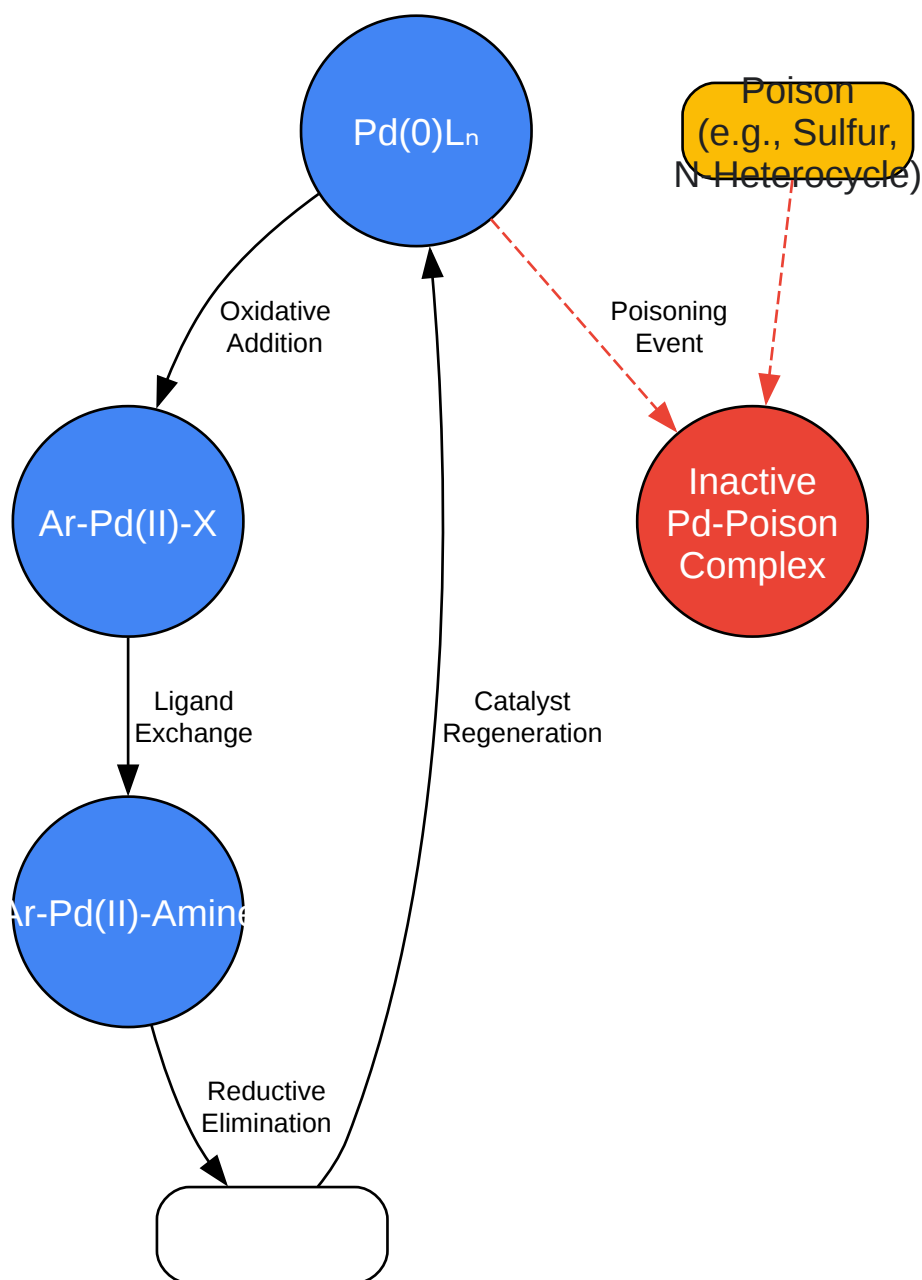 Pd(0)Lₙ
Poison
(e.g., Sulfur,
N-Heterocycle)
Oxidative
Addition
Poisoning
Event
Ar-Pd(II)-X
Inactive
Pd-Poison
Complex
Ligand
Exchange
Catalyst
Regeneration
Ar-Pd(II)-Amine
Reductive
Elimination